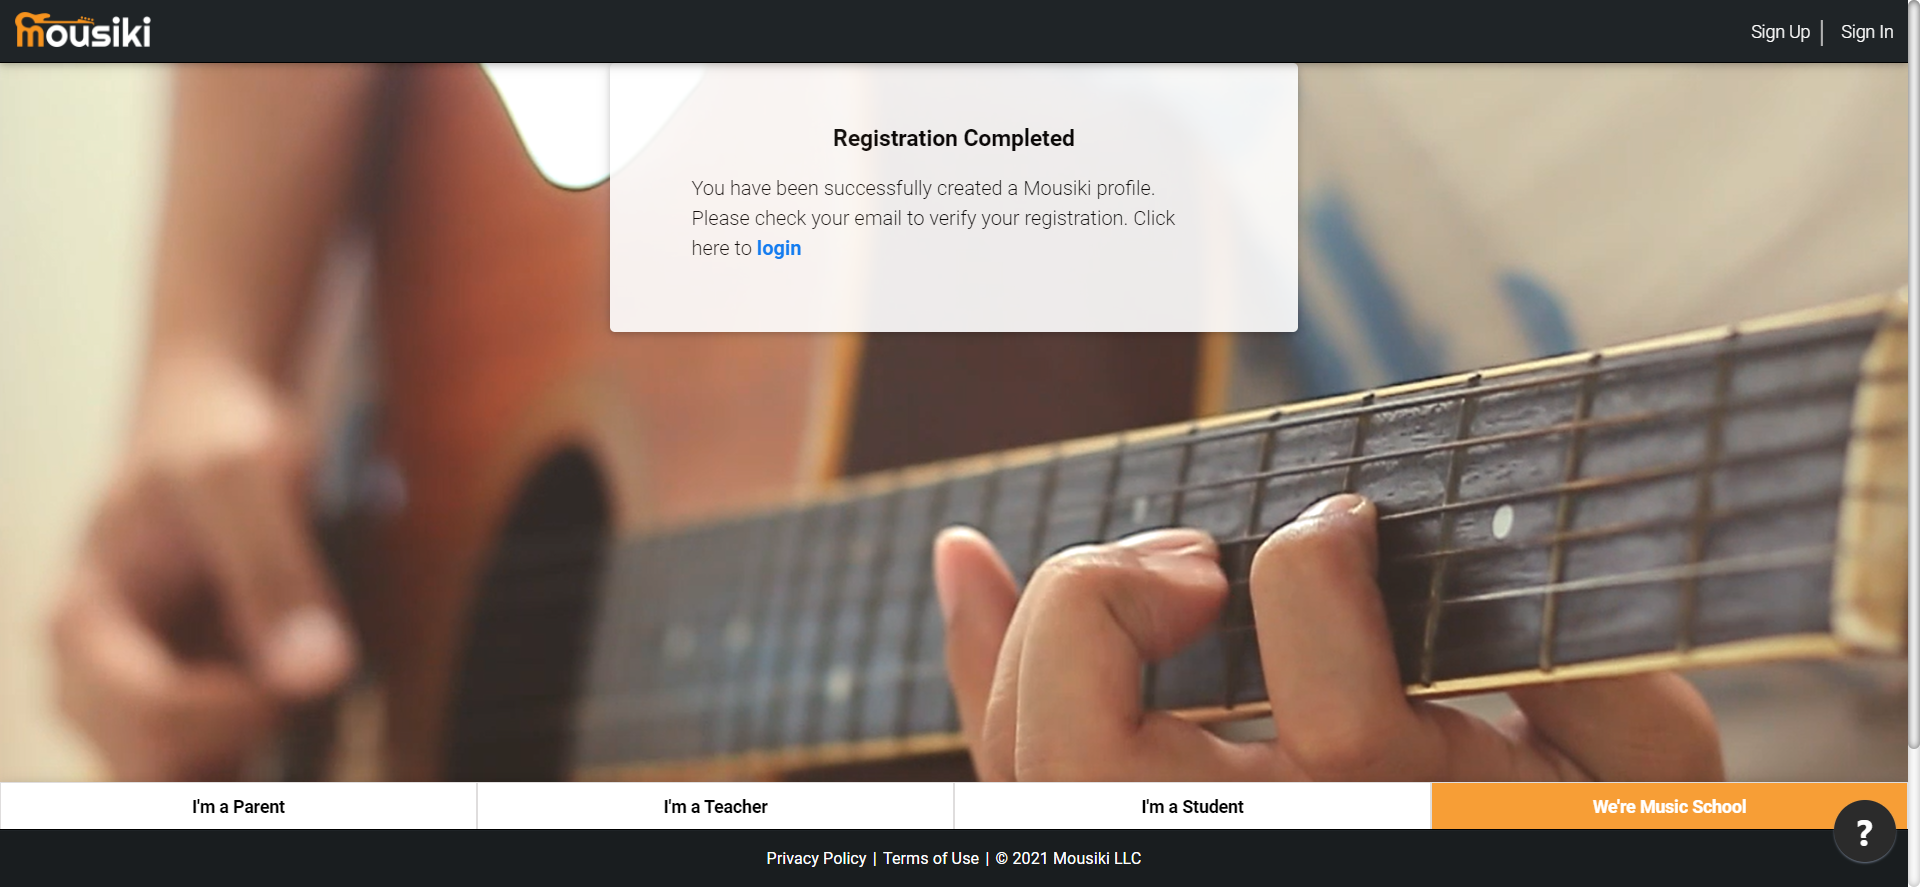 mousiki
Sign Up | Sign In
Registration Completed
You have been successfully created a Mousiki profile.
Please check your email to verify your registration. Click
here to login
I'm a Parent
I'm a Teacher
I'm a Student
We're Music School
?
Privacy Policy | Terms of Use | © 2021 Mousiki LLC